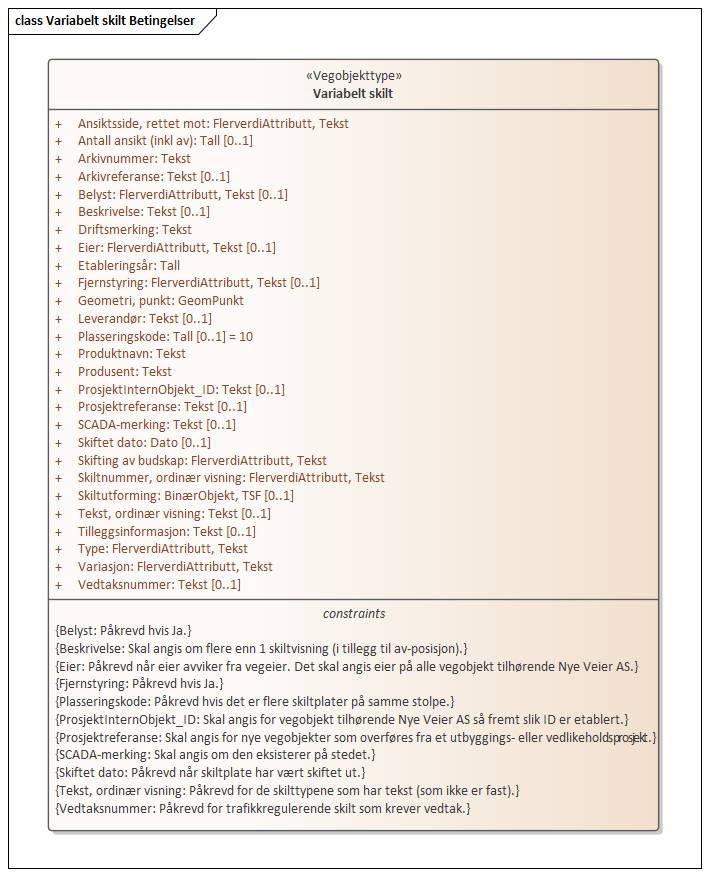 class Variabelt skilt Betingelser
«Vegobjekttype»
Variabelt skilt
+ Ansiktsside, rettet mot: FlerverdiAttributt, Tekst
+ Antall ansikt (inkl av): Tall [0..1]
+ Arkivnummer: Tekst
+ Arkivreferanse: Tekst [0..1]
+ Belyst: FlerverdiAttributt, Tekst [0..1]
+ Beskrivelse: Tekst [0..1]
+ Driftsmerking: Tekst
+ Eier: FlerverdiAttributt, Tekst [0..1]
+ Etableringsår: Tall
+ Fjernstyring: FlerverdiAttributt, Tekst [0..1]
+ Geometri, punkt: GeomPunkt
+ Leverandør: Tekst [0..1]
+ Plasseringskode: Tall [0..1] = 10
+ Produktnavn: Tekst
+ Produsent: Tekst
+ ProsjektInternObjekt_ID: Tekst [0..1]
+ Prosjektreferanse: Tekst [0..1]
+ SCADA-merking: Tekst [0..1]
+ Skiftet dato: Dato [0..1]
+ Skifting av budskap: FlerverdiAttributt, Tekst
+ Skiltnummer, ordinær visning: FlerverdiAttributt, Tekst
+ Skiltutforming: BinærObjekt, TSF [0..1]
+ Tekst, ordinær visning: Tekst [0..1]
+ Tilleggsinformasjon: Tekst [0..1]
+ Type: FlerverdiAttributt, Tekst
+ Variasjon: FlerverdiAttributt, Tekst
+ Vedtaksnummer: Tekst [0..1]
constraints
{Belyst: Påkrevd hvis Ja.}
{Beskrivelse: Skal angis om flere enn 1 skiltvisning (i tillegg til av-posisjon).}
{Eier: Påkrevd når eier avviker fra vegeier. Det skal angis eier på alle vegobjekt tilhørende Nye Veier AS.}
{Fjernstyring: Påkrevd hvis Ja.}
{Plasseringskode: Påkrevd hvis det er flere skiltplater på samme stolpe.}
{ProsjektInternObjekt_ID: Skal angis for vegobjekt tilhørende Nye Veier AS så fremt slik ID er etablert.}
{Prosjektreferanse: Skal angis for nye vegobjekter som overføres fra et utbyggings- eller vedlikeholdsprosjekt.}
{SCADA-merking: Skal angis om den eksisterer på stedet.}
{Skiftet dato: Påkrevd når skiltplate har vært skiftet ut.}
{Tekst, ordinær visning: Påkrevd for de skilttypene som har tekst (som ikke er fast).}
{Vedtaksnummer: Påkrevd for trafikkregulerende skilt som krever vedtak.}